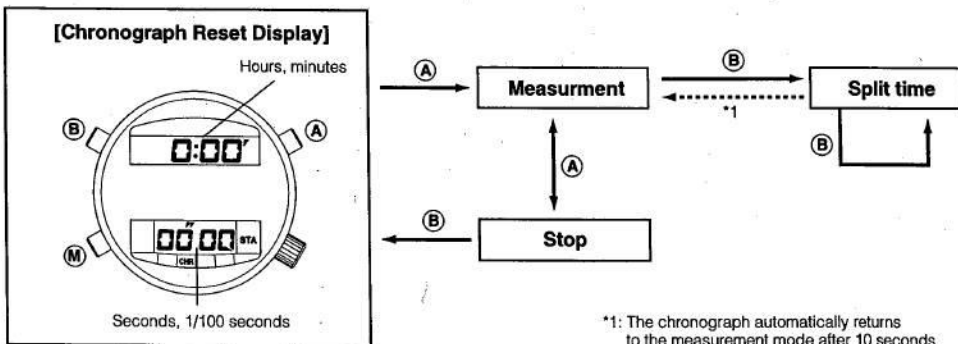 [Chronograph Reset Display]
Hours, minutes
B
A
0:00'
00"00
STA
CHR
M
Seconds, 1/100 seconds
A
Measurment
B
*1
Split time
B
A
B
Stop
*1: The chronograph automatically returns
to the measurement mode after 10 seconds